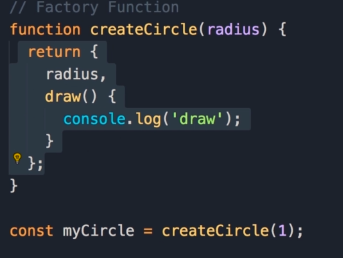 // Factory Function
function createCircle(radius) {
  return {
    radius,
    draw() {
      console.log('draw');
    }
  };
}

const myCircle = createCircle(1);